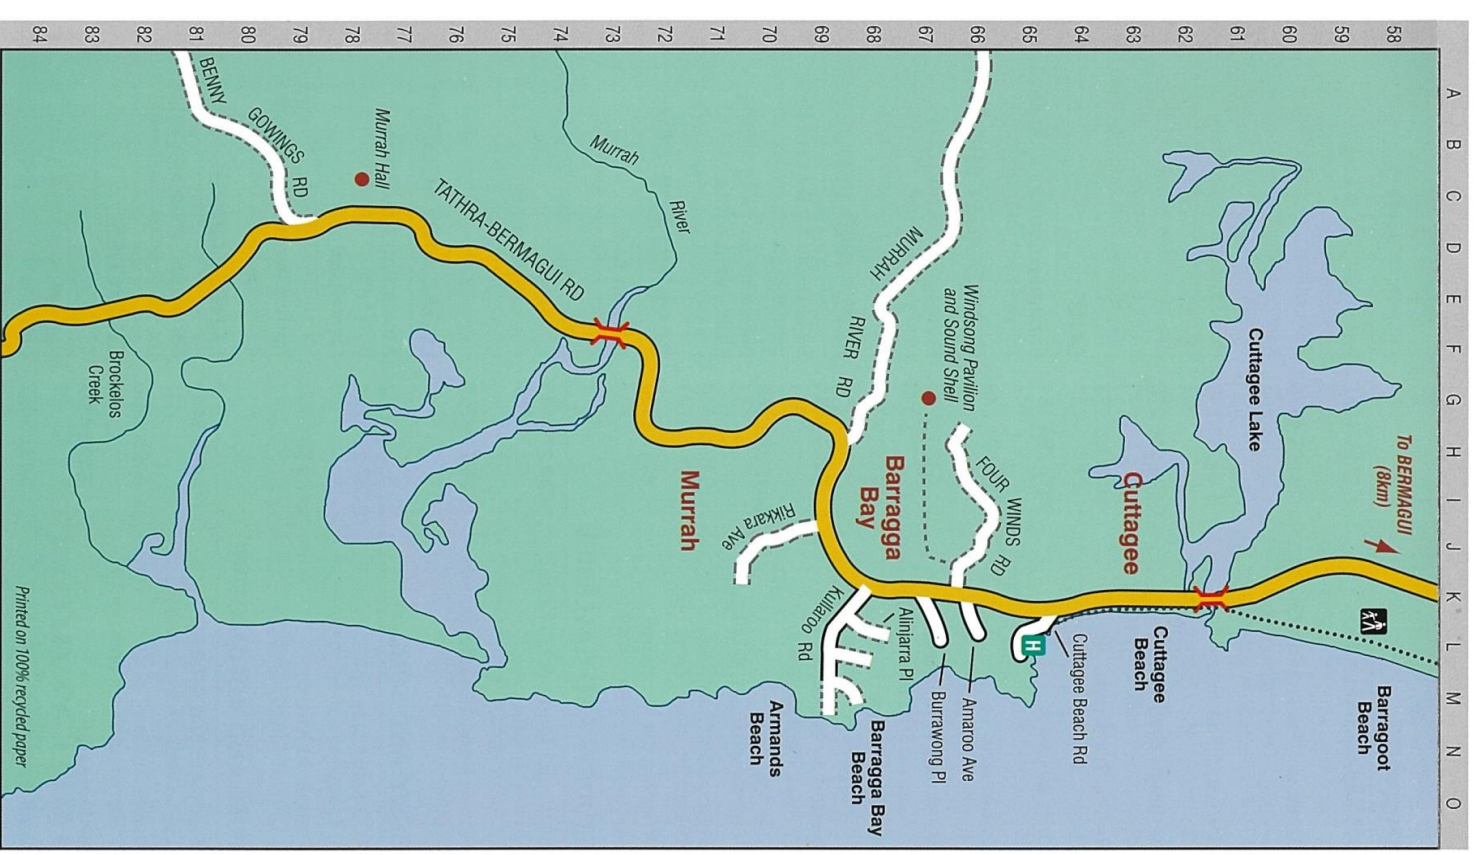 A
B
C
D
E
F
G
H
I
J
K
L
M
N
O
58
59
60
61
62
63
64
65
66
67
68
69
70
71
72
73
74
75
76
77
78
79
80
81
82
83
84
To BERMAGUI
(8km)
Barragoot
Beach
Cuttagee Lake
Cuttagee
Cuttagee
Beach
Cuttagee Beach Rd
H
FOUR WINDS RD
Windsong Pavilion
and Sound Shell
Amaroo Ave
Burrawong Pl
Alinjarra Pl
Barragga
Bay
MURRAH RIVER RD
Barragga Bay
Beach
Kullaroo Rd
Rikkara Ave
Armands
Beach
Murrah
Murrah River
TATHRA-BERMAGUI RD
Murrah Hall
BENNY GOWINGS RD
Brockelos
Creek
Printed on 100% recycled paper